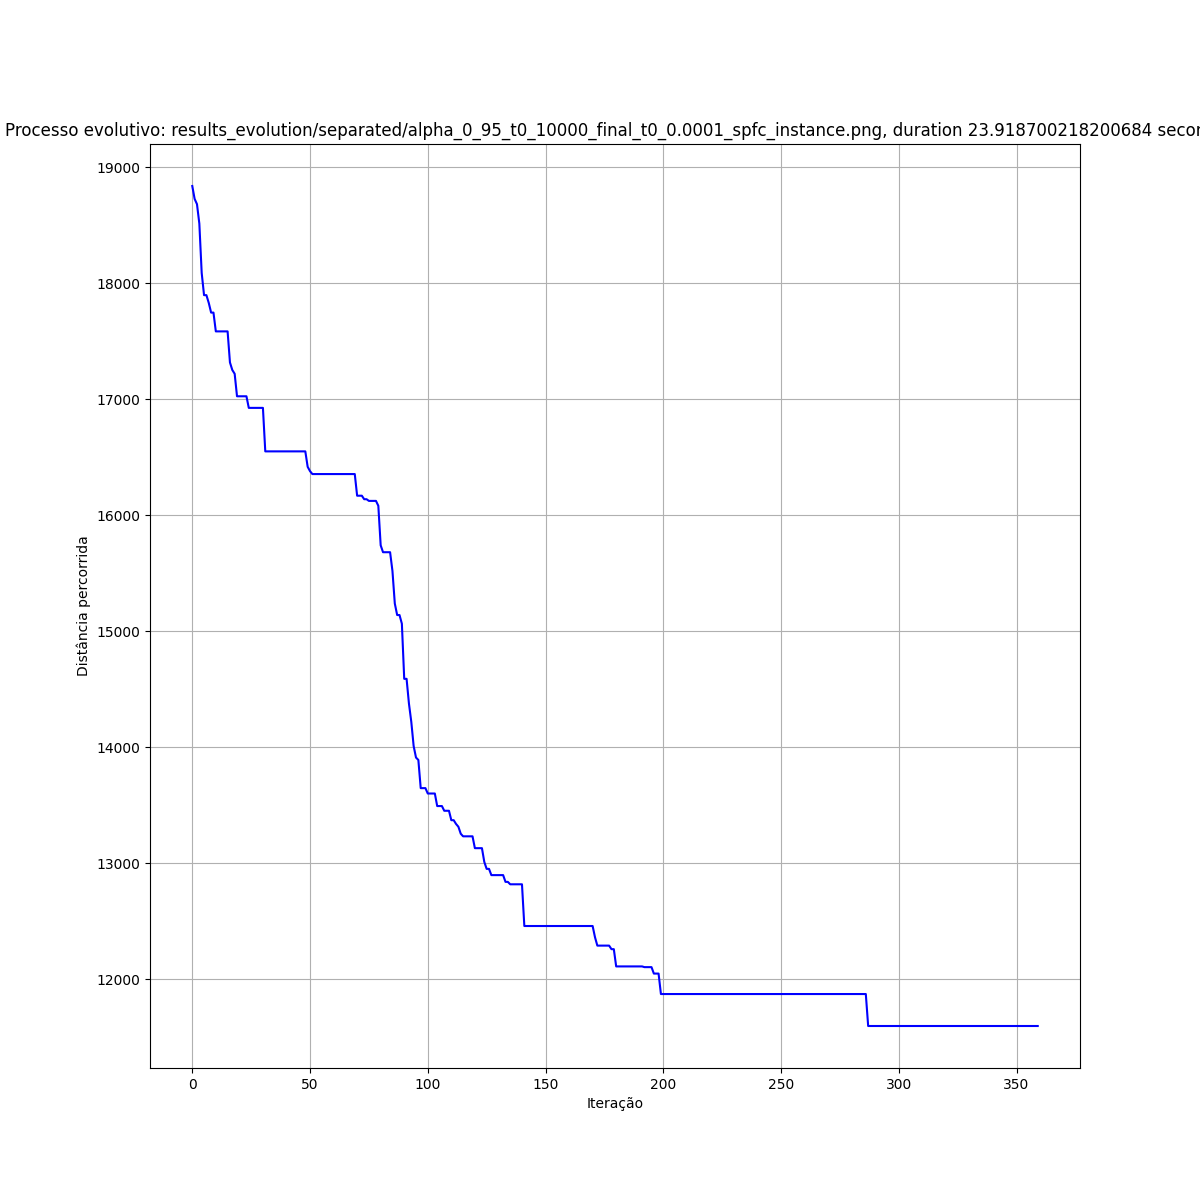 Processo evolutivo: results_evolution/separated/alpha_0_95_t0_10000_final_t0_0.0001_spfc_instance.png, duration 23.918700218200684 secon
19000
18000
17000
16000
15000
14000
13000
12000
Distância percorrida
0 50 100 150 200 250 300 350
Iteração